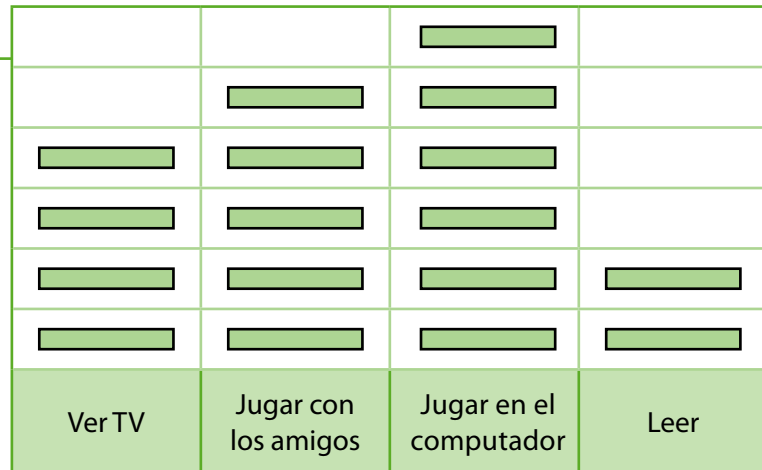 Ver TV
Jugar con
los amigos
Jugar en el
computador
Leer